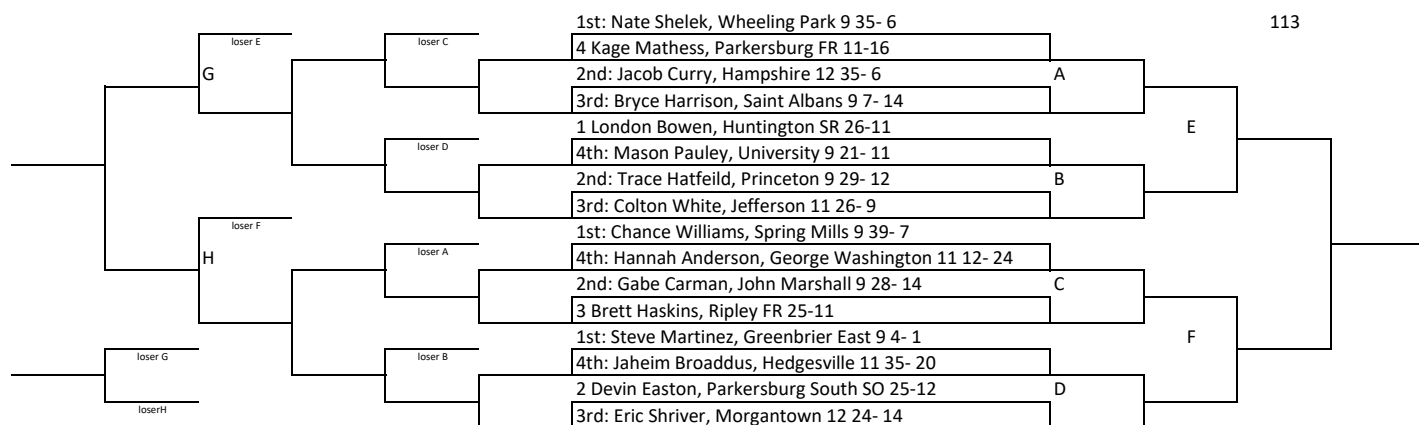 1st: Nate Shelek, Wheeling Park 9 35- 6 113
loser E loser C
4 Kage Mathess, Parkersburg FR 11-16
G 2nd: Jacob Curry, Hampshire 12 35- 6 A
3rd: Bryce Harrison, Saint Albans 9 7- 14
1 London Bowen, Huntington SR 26-11 E
loser D
4th: Mason Pauley, University 9 21- 11
2nd: Trace Hatfeild, Princeton 9 29- 12 B
3rd: Colton White, Jefferson 11 26- 9
loser F
1st: Chance Williams, Spring Mills 9 39- 7
loser A
H 4th: Hannah Anderson, George Washington 11 12- 24
2nd: Gabe Carman, John Marshall 9 28- 14 C
3 Brett Haskins, Ripley FR 25-11
1st: Steve Martinez, Greenbrier East 9 4- 1 F
loser G loser B
4th: Jaheim Broaddus, Hedgesville 11 35- 20
2 Devin Easton, Parkersburg South SO 25-12 D
loserH
3rd: Eric Shriver, Morgantown 12 24- 14